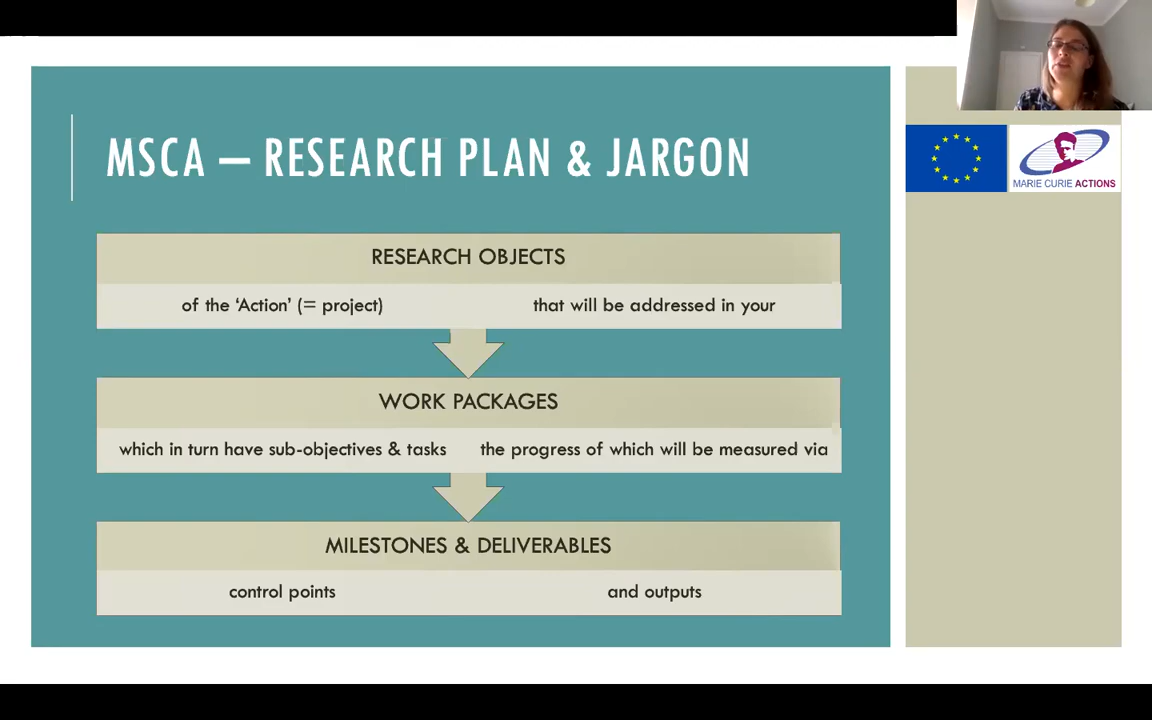 MSCA – RESEARCH PLAN & JARGON
MARIE CURIE ACTIONS
RESEARCH OBJECTS
of the ‘Action’ (= project) that will be addressed in your
WORK PACKAGES
which in turn have sub-objectives & tasks the progress of which will be measured via
MILESTONES & DELIVERABLES
control points and outputs